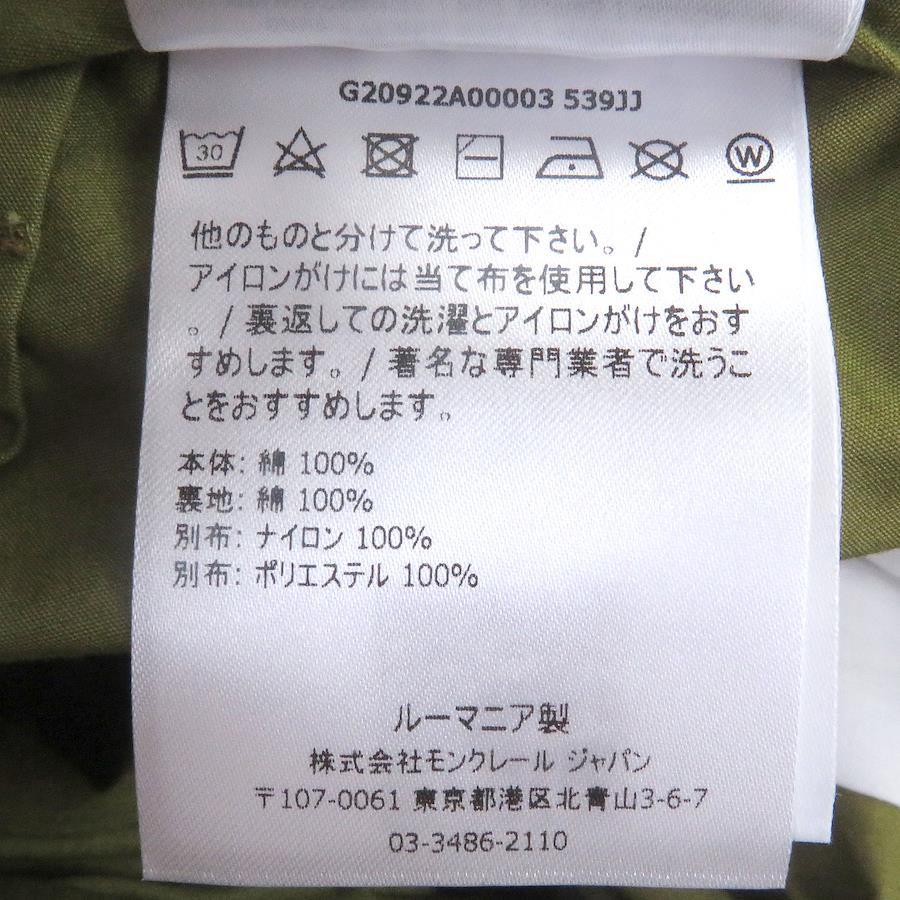 G20922A00003 539JJ
30 W
他のものと分けて洗って下さい。/
アイロンがけには当て布を使用して下さい
。/ 裏返しての洗濯とアイロンがけをおす
すめします。/ 著名な専門業者で洗うこ
とをおすすめします。
本体: 綿 100%
裏地: 綿 100%
別布: ナイロン 100%
別布: ポリエステル 100%
ルーマニア製
株式会社モンクレール ジャパン
〒107-0061 東京都港区北青山3-6-7
03-3486-2110